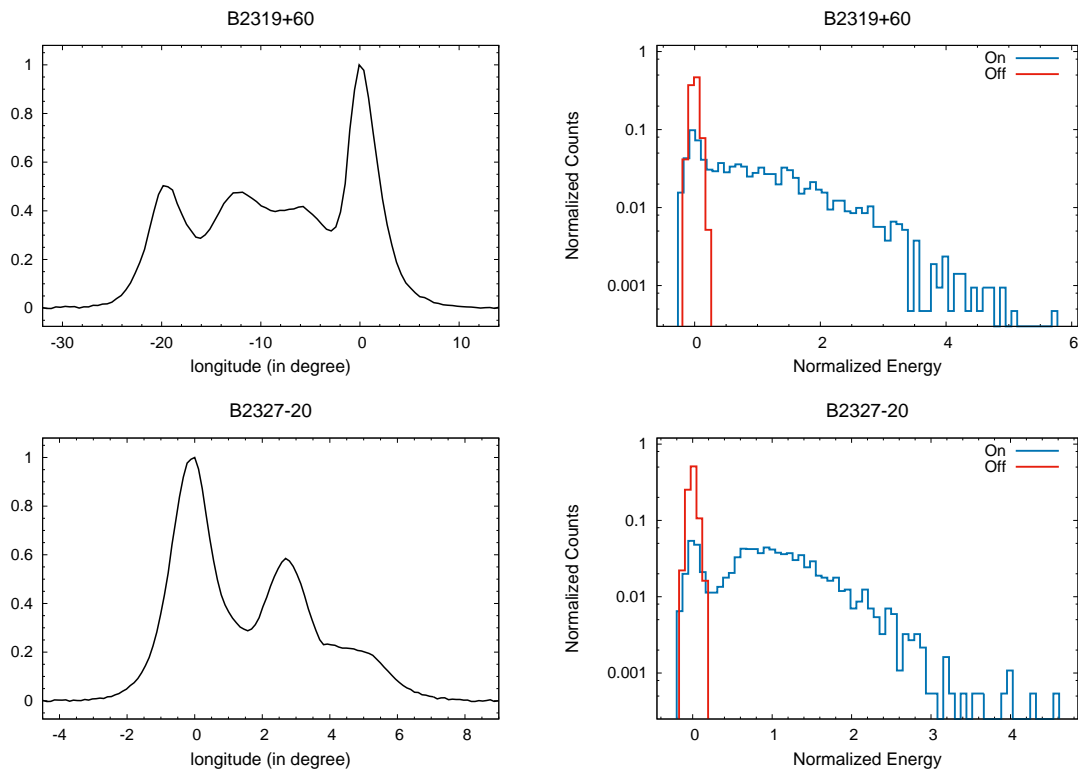 B2319+60
1
0.8
0.6
0.4
0.2
0
-30
-20
-10
0
10
longitude (in degree)
B2319+60
Normalized Counts
1
0.1
0.01
0.001
On
Off
0
2
4
6
Normalized Energy
B2327-20
1
0.8
0.6
0.4
0.2
0
-4
-2
0
2
4
6
8
longitude (in degree)
B2327-20
Normalized Counts
1
0.1
0.01
0.001
On
Off
0
1
2
3
4
Normalized Energy